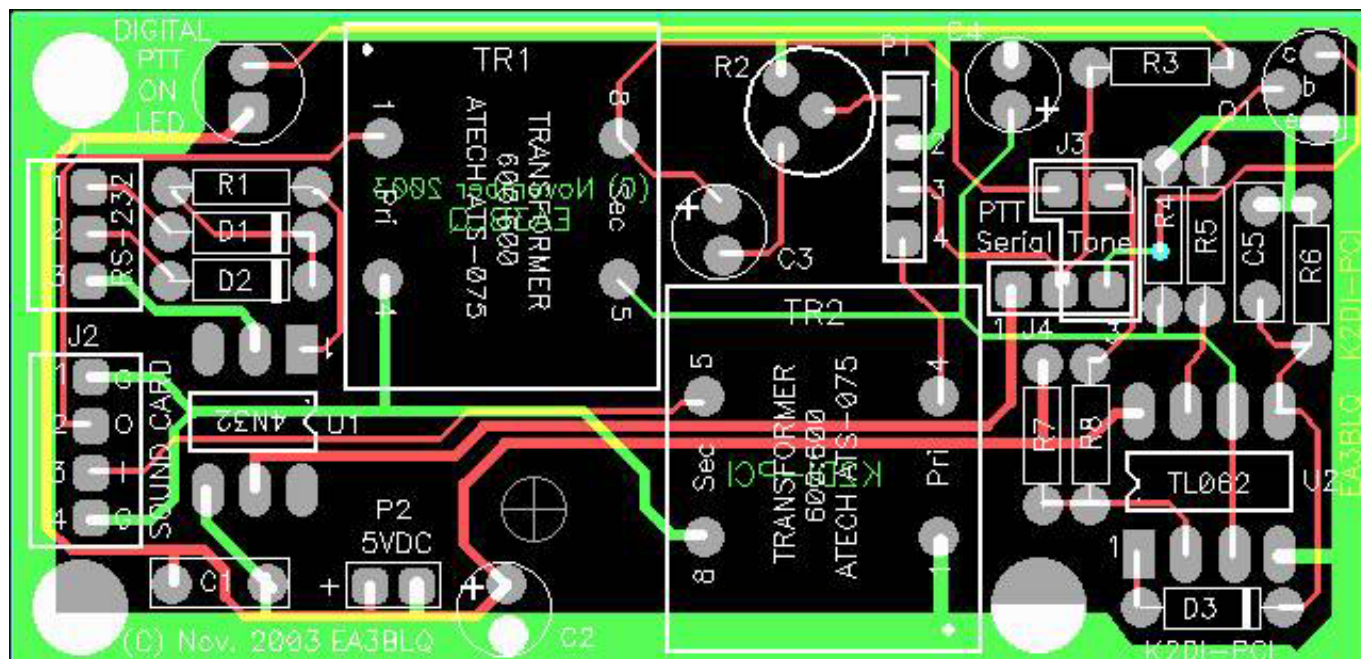 DIGITAL
PTT
ON
LED
RS-232
1
2
3
R1
D1
D2
J2
SOUND CARD
1 G
2 O
3 I
4 G
4N32
U1
C1
P2
5VDC
+
C2
+
(C) Nov. 2003 EA3BLQ
TR1
TRANSFORMER
600:600
ATECH ATS-075
1
Pri
4
8
Sec
5
(@) November 2003
R2
C3
+
P1
1
2
3
4
C4
+
R3
Q1
c
b
e
J3
PTT
Serial
Tone
1
J4
3
R4
R5
C5
R6
R7
R8
TR2
TRANSFORMER
600:600
ATECH ATS-075
5
Sec
8
4
Pri
1
K2DI-PCI
TL062
U2
1
D3
K2DI-PCI
EA3BLQ K2DI-PCI